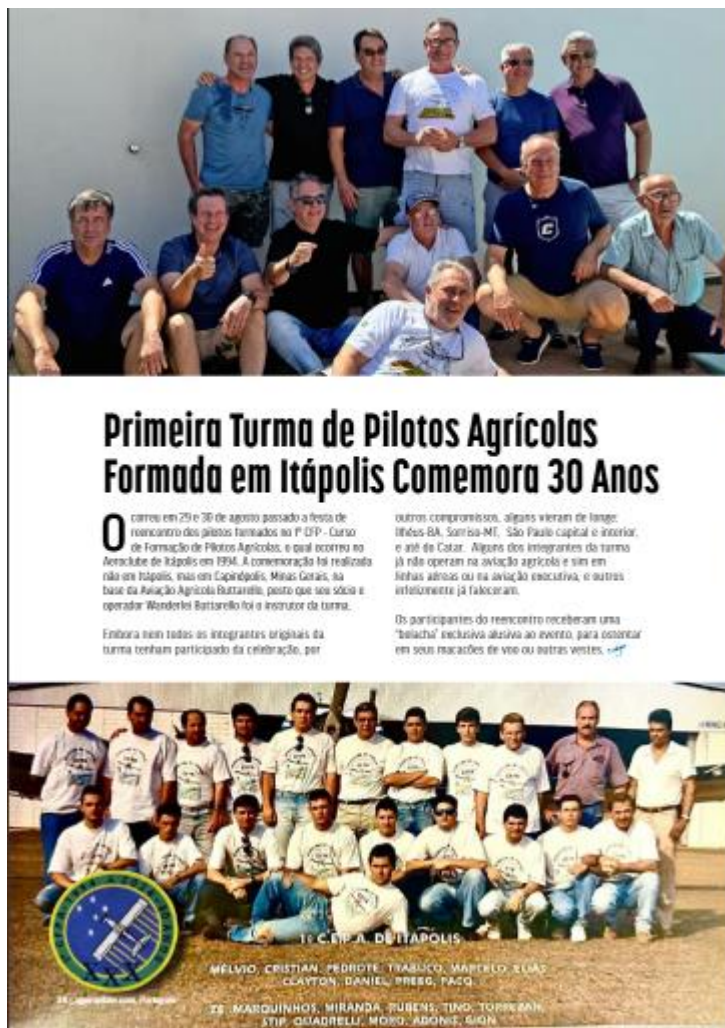 Primeira Turma de Pilotos Agrícolas
Formada em Itápolis Comemora 30 Anos
Ocorreu em 29 e 30 de agosto passado a festa de
reencontro dos pilotos formados no 1º CFP - Curso
de Formação de Pilotos Agrícolas, o qual ocorreu no
Aeroclube de Itápolis em 1994. A comemoração foi realizada
não em Itápolis, mas em Capinópolis, Minas Gerais, na
base da Aviação Agrícola Buttarello, posto que seu sócio e
operador Wanderlei Buttarello foi o instrutor da turma.
Embora nem todos os integrantes originais da
turma tenham participado da celebração, por
outros compromissos, alguns vieram de longe:
Ilhéus-BA, Sorriso-MT, São Paulo capital e interior,
e até do Catar. Alguns dos integrantes da turma
já não operam na aviação agrícola e sim em
linhas aéreas ou na aviação executiva, e outros
infelizmente já faleceram.
Os participantes do reencontro receberam uma
"bolacha" exclusiva alusiva ao evento, para ostentar
em seus macacões de voo ou outras vestes.
DE ITÁPOLIS
MÉLVIO, CRISTIAN, PEDROTE, MARCELO, ELIAS
CLAYTON, DANIEL, PACO
ZÉ, MARQUINHOS, MIRANDA, RUBENS, TINO,
STIP, QUADRELLI, MORO, ADONIS, GION
XXX